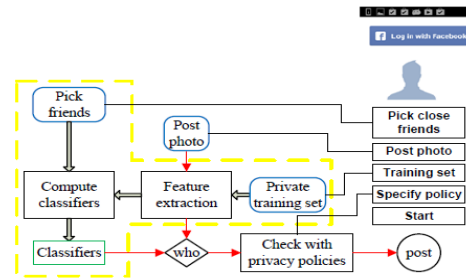 Log in with Facebook
Pick
friends
Post
photo
Pick close
friends
Post photo
Compute
classifiers
Feature
extraction
Private
training set
Training set
Specify policy
Start
Classifiers
who
Check with
privacy policies
post